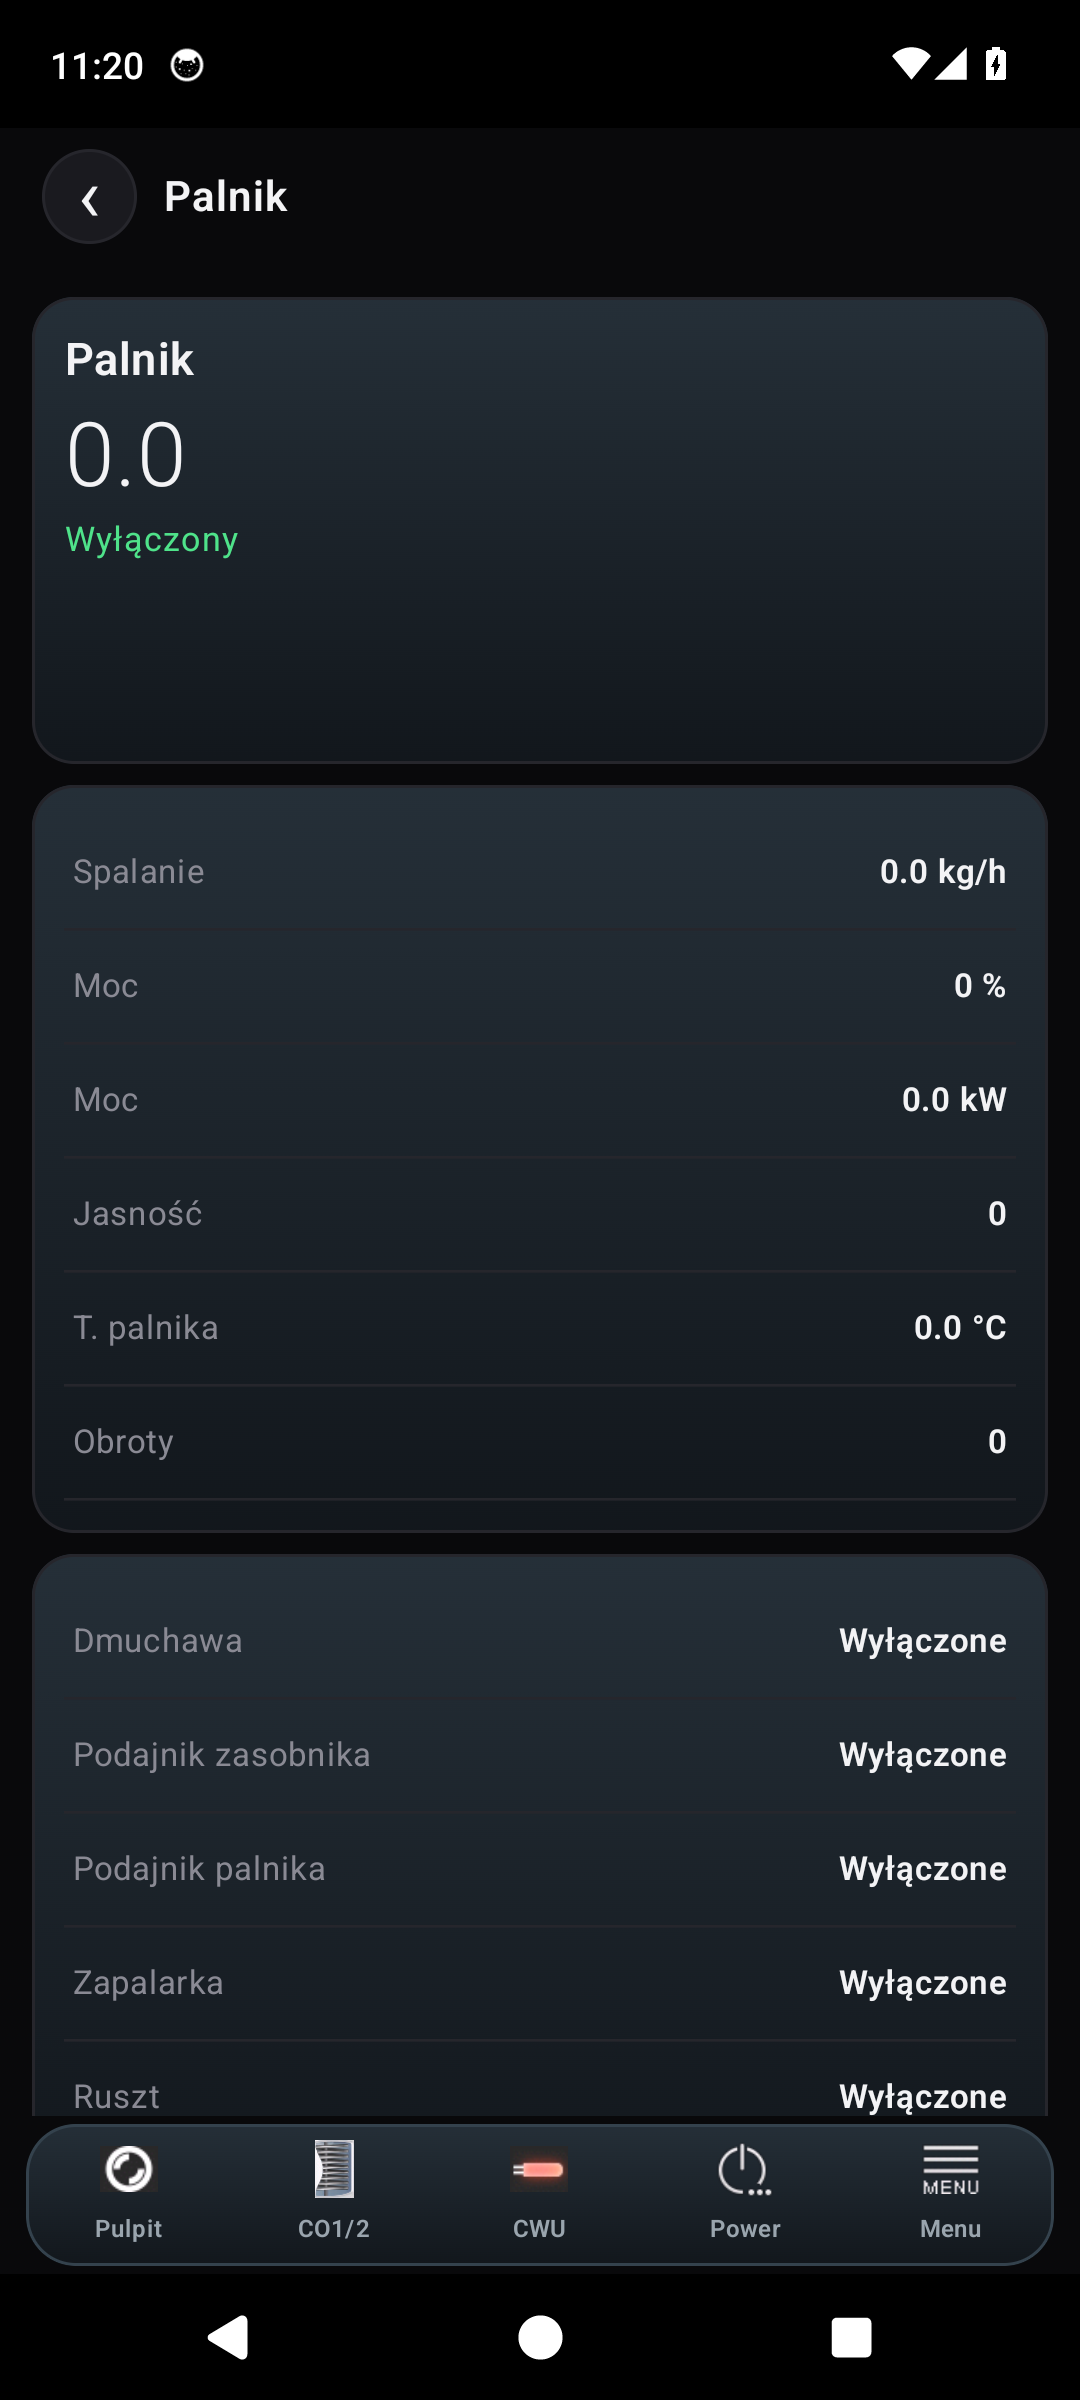 11:20
Palnik
Palnik
0.0
Wyłączony
Spalanie 0.0 kg/h
Moc 0 %
Moc 0.0 kW
Jasność 0
T. palnika 0.0 °C
Obroty 0
Dmuchawa Wyłączone
Podajnik zasobnika Wyłączone
Podajnik palnika Wyłączone
Zapalarka Wyłączone
Ruszt Wyłączone
MENU
Pulpit CO1/2 CWU Power Menu